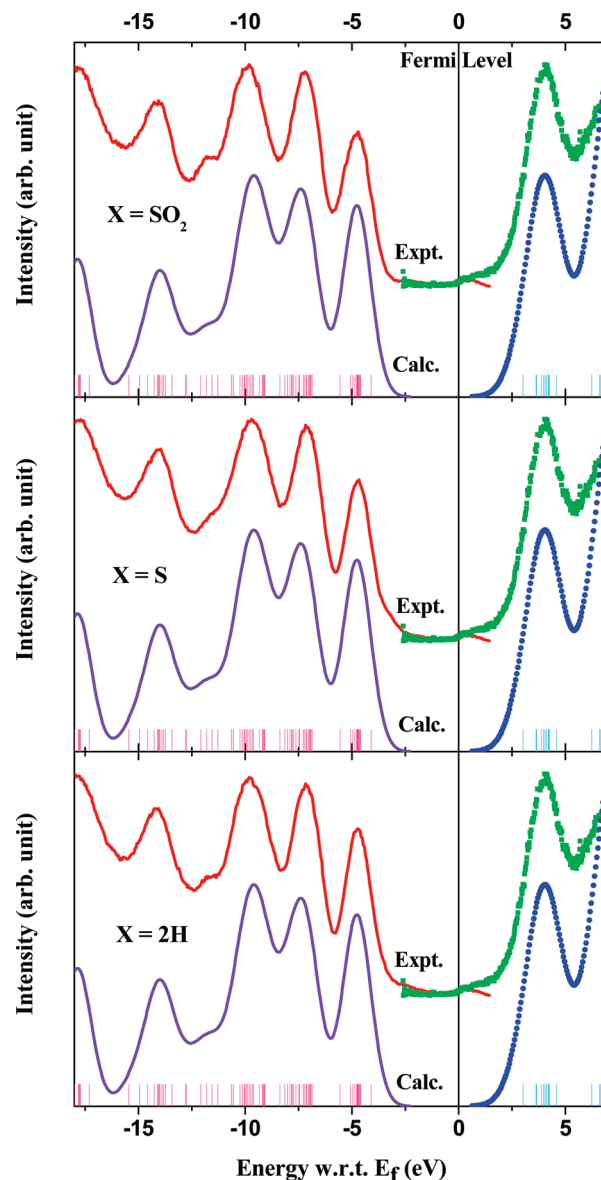 -15 -10 -5 0 5
Fermi Level
Intensity (arb. unit)
X = SO₂
Expt.
Calc.
Intensity (arb. unit)
X = S
Expt.
Calc.
Intensity (arb. unit)
X = 2H
Expt.
Calc.
-15 -10 -5 0 5
Energy w.r.t. E_f (eV)